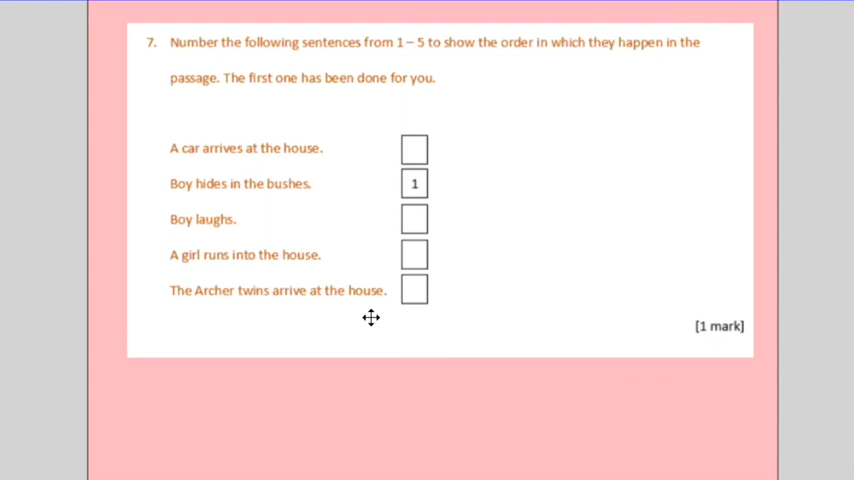 7. Number the following sentences from 1 – 5 to show the order in which they happen in the
passage. The first one has been done for you.
A car arrives at the house.
Boy hides in the bushes. 1
Boy laughs.
A girl runs into the house.
The Archer twins arrive at the house.
[1 mark]